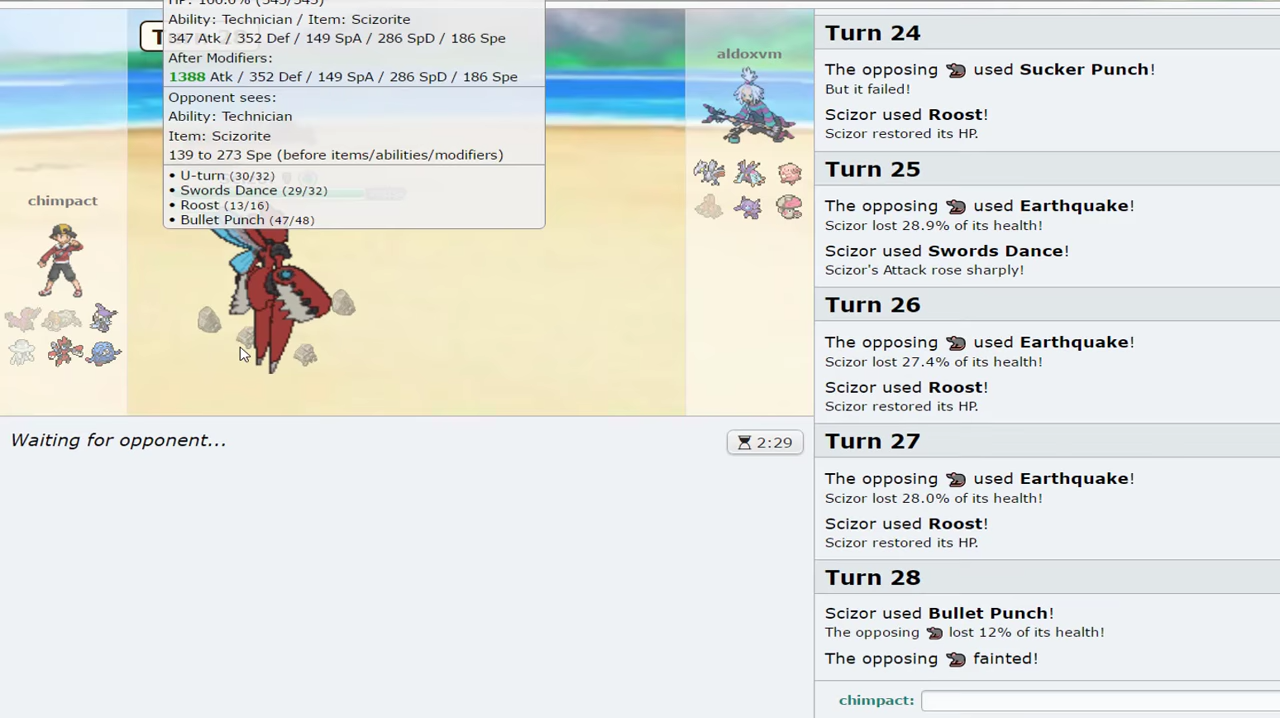 HP: 100.0% (343/343)
Ability: Technician / Item: Scizorite
347 Atk / 352 Def / 149 SpA / 286 SpD / 186 Spe
After Modifiers:
1388 Atk / 352 Def / 149 SpA / 286 SpD / 186 Spe
Opponent sees:
Ability: Technician
Item: Scizorite
139 to 273 Spe (before items/abilities/modifiers)
• U-turn (30/32)
• Swords Dance (29/32)
• Roost (13/16)
• Bullet Punch (47/48)
chimpact
aldoxvm
Waiting for opponent...
2:29
Turn 24
The opposing used Sucker Punch!
But it failed!
Scizor used Roost!
Scizor restored its HP.
Turn 25
The opposing used Earthquake!
Scizor lost 28.9% of its health!
Scizor used Swords Dance!
Scizor's Attack rose sharply!
Turn 26
The opposing used Earthquake!
Scizor lost 27.4% of its health!
Scizor used Roost!
Scizor restored its HP.
Turn 27
The opposing used Earthquake!
Scizor lost 28.0% of its health!
Scizor used Roost!
Scizor restored its HP.
Turn 28
Scizor used Bullet Punch!
The opposing lost 12% of its health!
The opposing fainted!
chimpact: